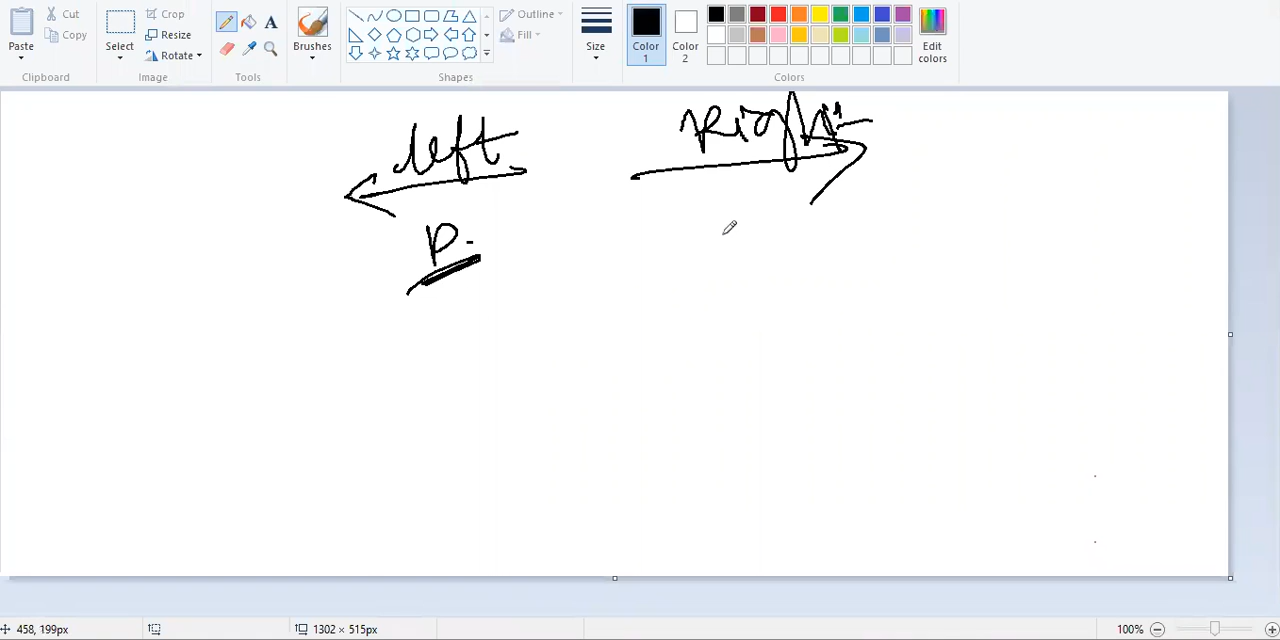 Cut
Crop
Outline
Copy
Resize
Fill
Paste
Select
Rotate
Brushes
Size
Color
1
Color
2
Edit
colors
Clipboard
Image
Tools
Shapes
Colors
left
Right
P.
458, 199px
1302 × 515px
100%